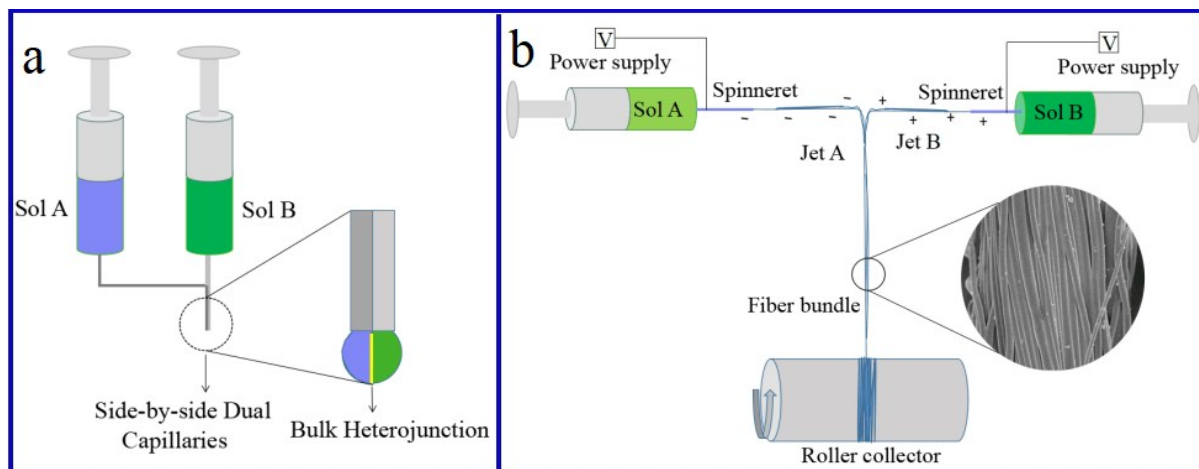 a
Sol A
Sol B
Side-by-side Dual
Capillaries
Bulk Heterojunction
b
V
Power supply
Spinneret
Sol A
V
Power supply
Spinneret
Sol B
- - - -
+ + + +
Jet A
Jet B
Fiber bundle
Roller collector